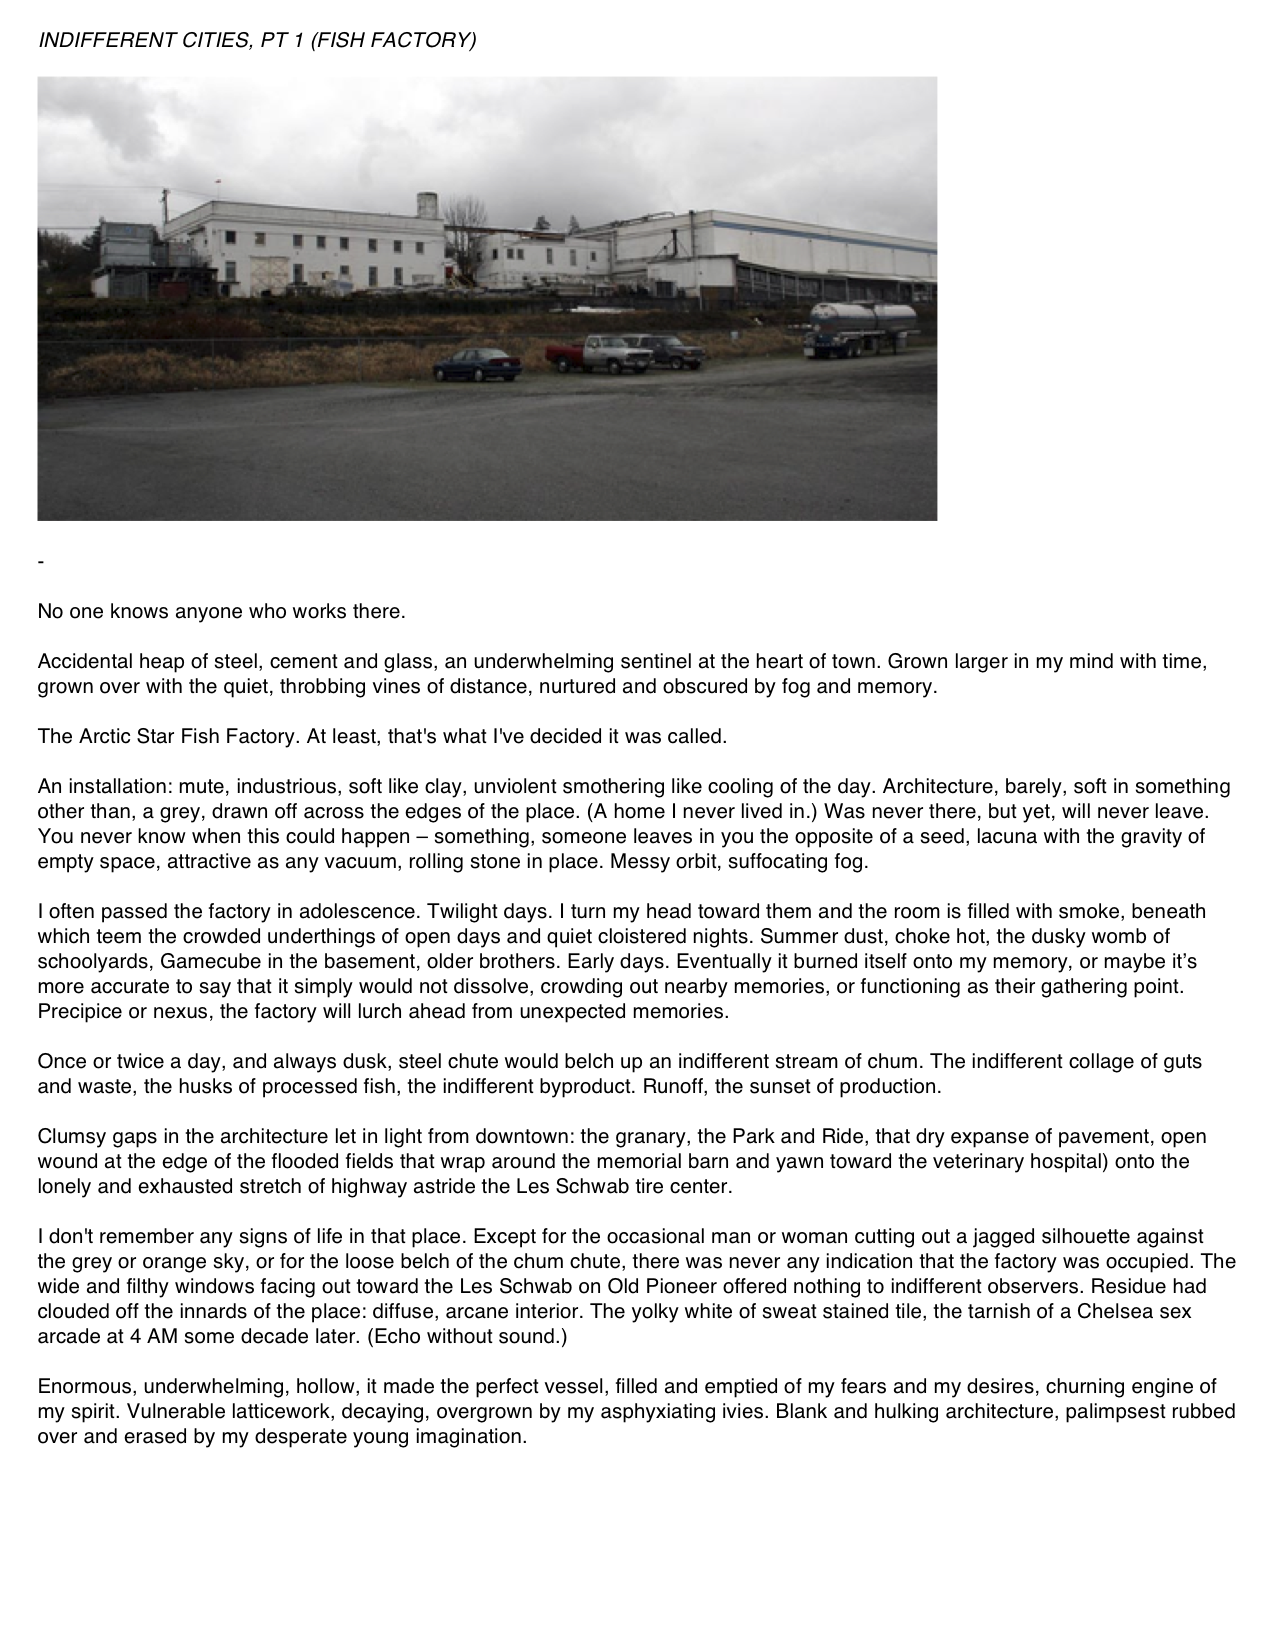 INDIFFERENT CITIES, PT 1 (FISH FACTORY)
-
No one knows anyone who works there.
Accidental heap of steel, cement and glass, an underwhelming sentinel at the heart of town. Grown larger in my mind with time,
grown over with the quiet, throbbing vines of distance, nurtured and obscured by fog and memory.
The Arctic Star Fish Factory. At least, that's what I've decided it was called.
An installation: mute, industrious, soft like clay, unviolent smothering like cooling of the day. Architecture, barely, soft in something
other than, a grey, drawn off across the edges of the place. (A home I never lived in.) Was never there, but yet, will never leave.
You never know when this could happen – something, someone leaves in you the opposite of a seed, lacuna with the gravity of
empty space, attractive as any vacuum, rolling stone in place. Messy orbit, suffocating fog.
I often passed the factory in adolescence. Twilight days. I turn my head toward them and the room is filled with smoke, beneath
which teem the crowded underthings of open days and quiet cloistered nights. Summer dust, choke hot, the dusky womb of
schoolyards, Gamecube in the basement, older brothers. Early days. Eventually it burned itself onto my memory, or maybe it’s
more accurate to say that it simply would not dissolve, crowding out nearby memories, or functioning as their gathering point.
Precipice or nexus, the factory will lurch ahead from unexpected memories.
Once or twice a day, and always dusk, steel chute would belch up an indifferent stream of chum. The indifferent collage of guts
and waste, the husks of processed fish, the indifferent byproduct. Runoff, the sunset of production.
Clumsy gaps in the architecture let in light from downtown: the granary, the Park and Ride, that dry expanse of pavement, open
wound at the edge of the flooded fields that wrap around the memorial barn and yawn toward the veterinary hospital) onto the
lonely and exhausted stretch of highway astride the Les Schwab tire center.
I don't remember any signs of life in that place. Except for the occasional man or woman cutting out a jagged silhouette against
the grey or orange sky, or for the loose belch of the chum chute, there was never any indication that the factory was occupied. The
wide and filthy windows facing out toward the Les Schwab on Old Pioneer offered nothing to indifferent observers. Residue had
clouded off the innards of the place: diffuse, arcane interior. The yolky white of sweat stained tile, the tarnish of a Chelsea sex
arcade at 4 AM some decade later. (Echo without sound.)
Enormous, underwhelming, hollow, it made the perfect vessel, filled and emptied of my fears and my desires, churning engine of
my spirit. Vulnerable latticework, decaying, overgrown by my asphyxiating ivies. Blank and hulking architecture, palimpsest rubbed
over and erased by my desperate young imagination.